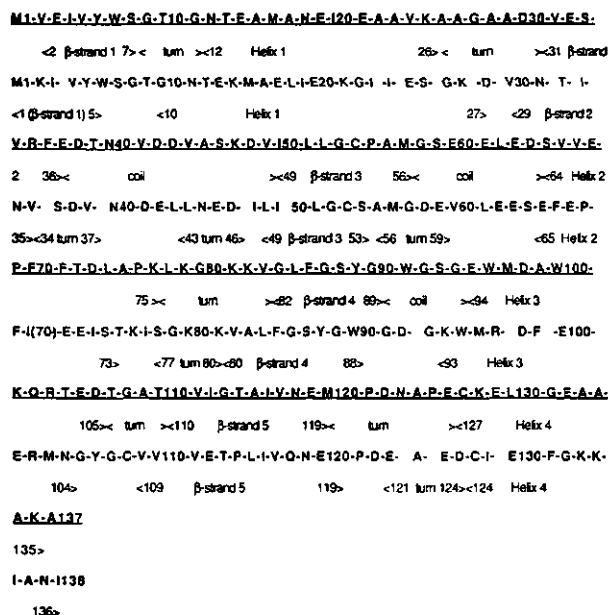 M1-V-E-I-V-Y-W-S-G-T10-G-N-T-E-A-M-A-N-E-I20-E-A-A-V-K-A-A-G-A-A-D30-V-E-S-
<2 β-strand 1 7>< turn ><12 Helix 1 26>< turn ><31 β-strand
M1-K-I- V-Y-W-S-G-T-G10-N-T-E-K-M-A-E-L-I-E20-K-G-I -I- E-S- G-K -D- V30-N- T- I-
<1 (β-strand 1) 5> <10 Helix 1 27> <29 β-strand2
V-R-F-E-D-T-N40-V-D-D-V-A-S-K-D-V-I50-L-L-G-C-P-A-M-G-S-E60-E-L-E-D-S-V-V-E-
2 36>< coil ><49 β-strand 3 56>< coil ><64 Helix 2
N-V- S-D-V- N40-D-E-L-L-N-E-D- I-L-I 50-L-G-C-S-A-M-G-D-E-V60-L-E-E-S-E-F-E-P-
35><34 turn 37> <43 turn 46> <49 β-strand 3 53> <56 turn 59> <65 Helix 2
P-F70-F-T-D-L-A-P-K-L-K-G80-K-K-V-G-L-F-G-S-Y-G90-W-G-S-G-E-W-M-D-A-W100-
75>< turn ><82 β-strand 4 89>< coil ><94 Helix 3
F-I(70)-E-E-I-S-T-K-I-S-G-K80-K-V-A-L-F-G-S-Y-G-W90-G-D- G-K-W-M-R- D-F -E100-
73> <77 turn 80><80 β-strand 4 88> <93 Helix 3
K-Q-R-T-E-D-T-G-A-T110-V-I-G-T-A-I-V-N-E-M120-P-D-N-A-P-E-C-K-E-L130-G-E-A-A-
105>< turn ><110 β-strand 5 119>< turn ><127 Helix 4
E-R-M-N-G-Y-G-C-V-V110-V-E-T-P-L-I-V-Q-N-E120-P-D-E- A- E-D-C-I- E130-F-G-K-K-
104> <109 β-strand 5 119> <121 turn 124><124 Helix 4
A-K-A137
135>
I-A-N-I138
136>